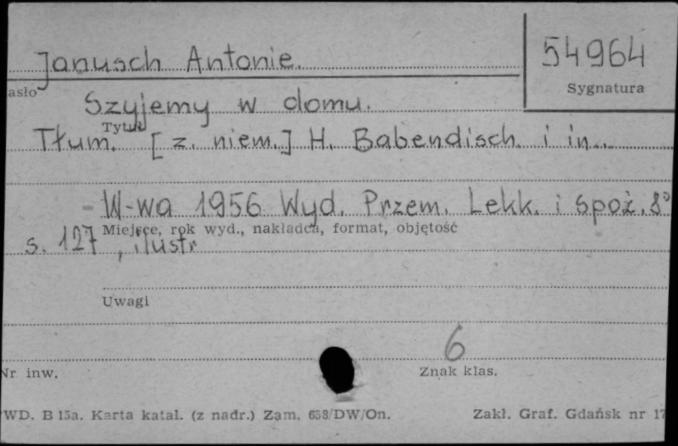 Janusch Antonie.
54964
asło
Sygnatura
Szyjemy w domu.
Tytuł
Tłum. [z. niem.] H. Babendisch i in..
- W-wa 1956 Wyd. Przem. Lekk. i Spoż. 8°
Miejsce, rok wyd., nakładca, format, objętość
s. 127, ilustr
Uwagi
6
Nr inw.
Znak klas.
WD. B 15a. Karta katal. (z nadr.) Zam. 658/DW/On.
Zakł. Graf. Gdańsk nr 17